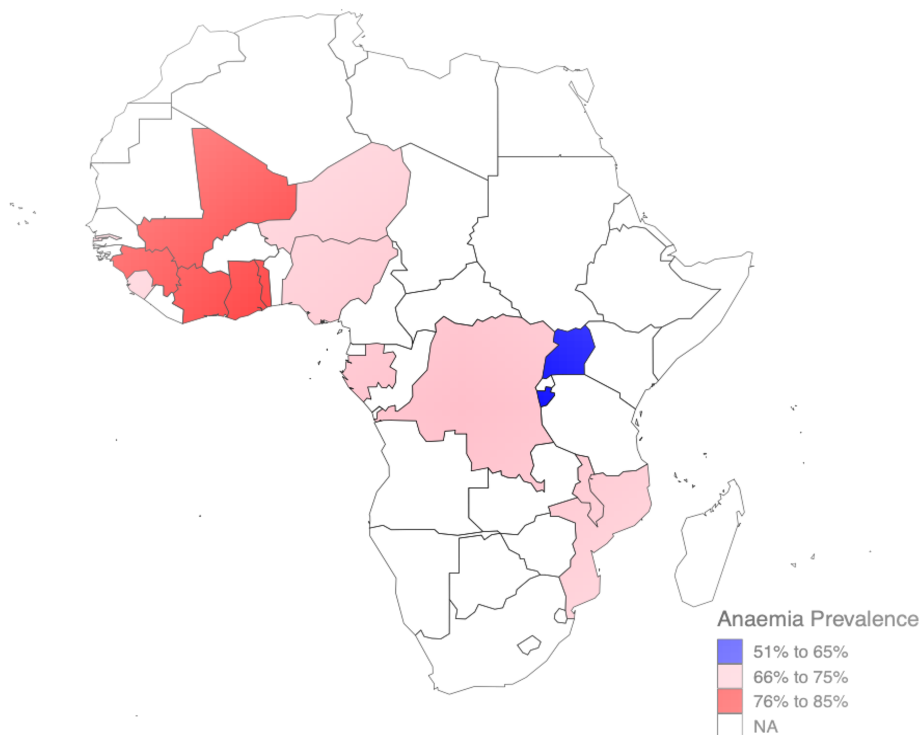 Anaemia Prevalence
51% to 65%
66% to 75%
76% to 85%
NA